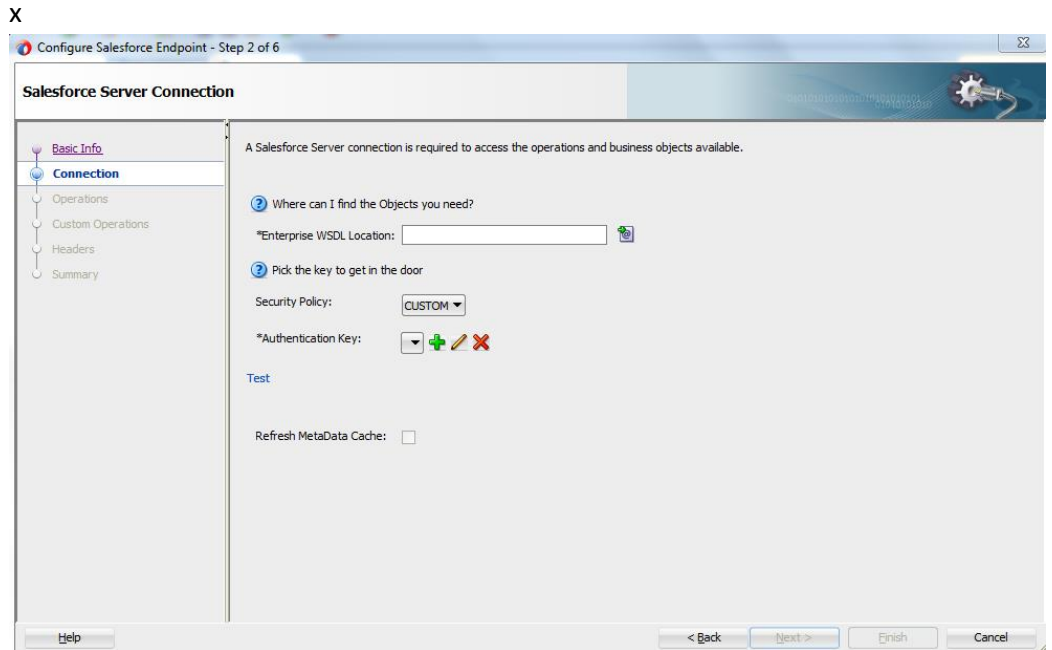 x
Configure Salesforce Endpoint - Step 2 of 6
Salesforce Server Connection
Basic Info
Connection
Operations
Custom Operations
Headers
Summary
A Salesforce Server connection is required to access the operations and business objects available.
Where can I find the Objects you need?
*Enterprise WSDL Location:
Pick the key to get in the door
Security Policy: CUSTOM
*Authentication Key:
Test
Refresh MetaData Cache:
Help < Back Next > Finish Cancel